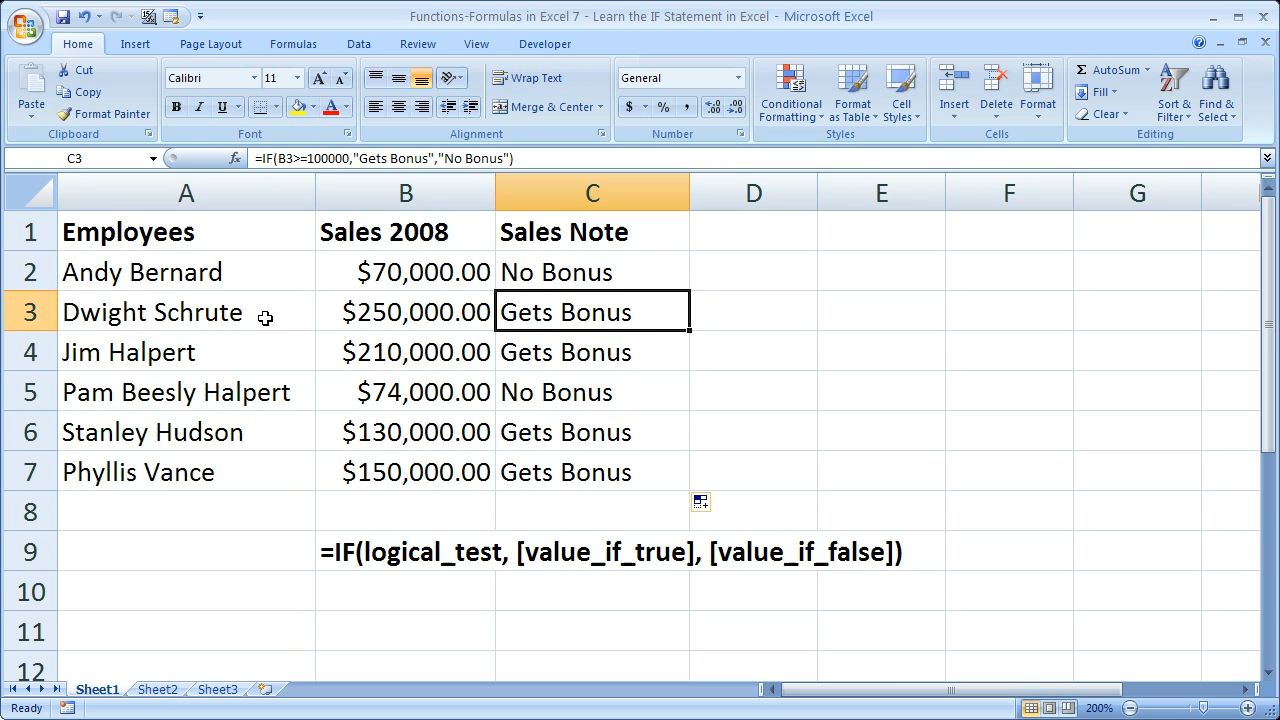 Functions-Formulas in Excel 7 - Learn the IF Statement . Excel - Microsoft Excel
Home Insert Page Layout Formulas Data Review View Developer
Paste Cut Copy Format Painter Clipboard
Calibri 11 B I U A A A Font
Wrap Text Merge & Center Alignment
General $ % , .00 .0 Number
Conditional Formatting Format as Table Cell Styles Styles
Insert Delete Format Cells
Σ AutoSum Fill Clear Sort & Filter Find & Select Editing
C3 fx =IF(B3>=100000,"Gets Bonus","No Bonus")
A B C D E F G
1 Employees Sales 2008 Sales Note
2 Andy Bernard $70,000.00 No Bonus
3 Dwight Schrute $250,000.00 Gets Bonus
4 Jim Halpert $210,000.00 Gets Bonus
5 Pam Beesly Halpert $74,000.00 No Bonus
6 Stanley Hudson $130,000.00 Gets Bonus
7 Phyllis Vance $150,000.00 Gets Bonus
8
9 =IF(logical_test, [value_if_true], [value_if_false])
10
11
12
Sheet1 Sheet2 Sheet3
Ready 200%